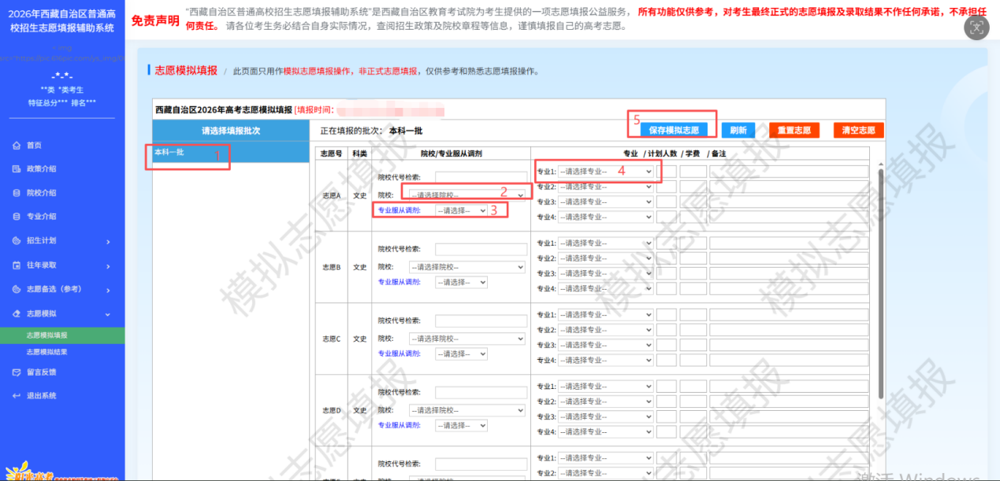 2026年西藏自治区普通高
校招生志愿填报辅助系统
**类 *类考生
特征总分*** 排名***
首页
政策介绍
院校介绍
专业介绍
招生计划
往年录取
志愿备选（参考）
志愿模拟
志愿模拟填报
志愿模拟结果
留言反馈
退出系统
免责声明
“西藏自治区普通高校招生志愿填报辅助系统”是西藏自治区教育考试院为考生提供的一项志愿填报公益服务，所有功能仅供参考，对考生最终正式的志愿填报及录取结果不作任何承诺，不承担任
何责任。 请各位考生务必结合自身实际情况，查阅招生政策及院校章程等信息，谨慎填报自己的高考志愿。
志愿模拟填报 / 此页面只用作模拟志愿填报操作，非正式志愿填报，仅供参考和熟悉志愿填报操作。
西藏自治区2026年高考志愿模拟填报 [填报时间：
请选择填报批次
本科一批 1
正在填报的批次： 本科一批
5 保存模拟志愿 刷新 重置志愿 清空志愿
志愿号 科类 院校/专业服从调剂 专业 / 计划人数 / 学费 / 备注
志愿A 文史
院校代号检索:
院校: --请选择院校-- 2
专业服从调剂: --请选择-- 3
专业1: --请选择专业-- 4
专业2: --请选择专业--
专业3: --请选择专业--
专业4: --请选择专业--
志愿B 文史
院校代号检索:
院校: --请选择院校--
专业服从调剂: --请选择--
专业1: --请选择专业--
专业2: --请选择专业--
专业3: --请选择专业--
专业4: --请选择专业--
志愿C 文史
院校代号检索:
院校: --请选择院校--
专业服从调剂: --请选择--
专业1: --请选择专业--
专业2: --请选择专业--
专业3: --请选择专业--
专业4: --请选择专业--
志愿D 文史
院校代号检索:
院校: --请选择院校--
专业服从调剂: --请选择--
专业1: --请选择专业--
专业2: --请选择专业--
专业3: --请选择专业--
专业4: --请选择专业--
院校代号检索:
专业1: --请选择专业--
专业2: --请选择专业--
模拟志愿填报
模拟志愿填报
模拟志愿填报
激活 Windows